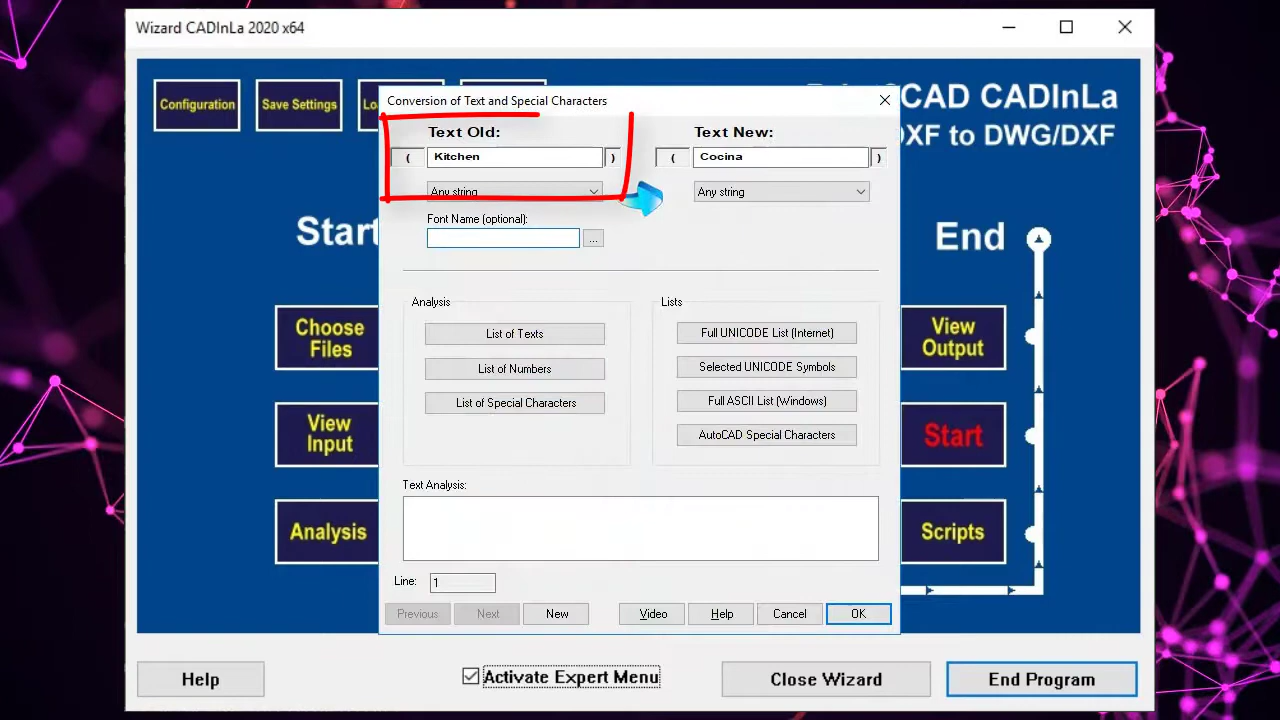 Wizard CADInLa 2020 x64
Configuration
Save Settings
CAD CADInLa
DXF to DWG/DXF
Conversion of Text and Special Characters
Text Old:
Text New:
( Kitchen )
( Cocina )
Any string
Any string
Font Name (optional):
...
Start
End
Analysis
Lists
List of Texts
List of Numbers
List of Special Characters
Full UNICODE List (Internet)
Selected UNICODE Symbols
Full ASCII List (Windows)
AutoCAD Special Characters
Choose
Files
View
Input
Analysis
View
Output
Start
Scripts
Text Analysis:
Line: 1
Previous
Next
New
Video
Help
Cancel
OK
Help
Activate Expert Menu
Close Wizard
End Program